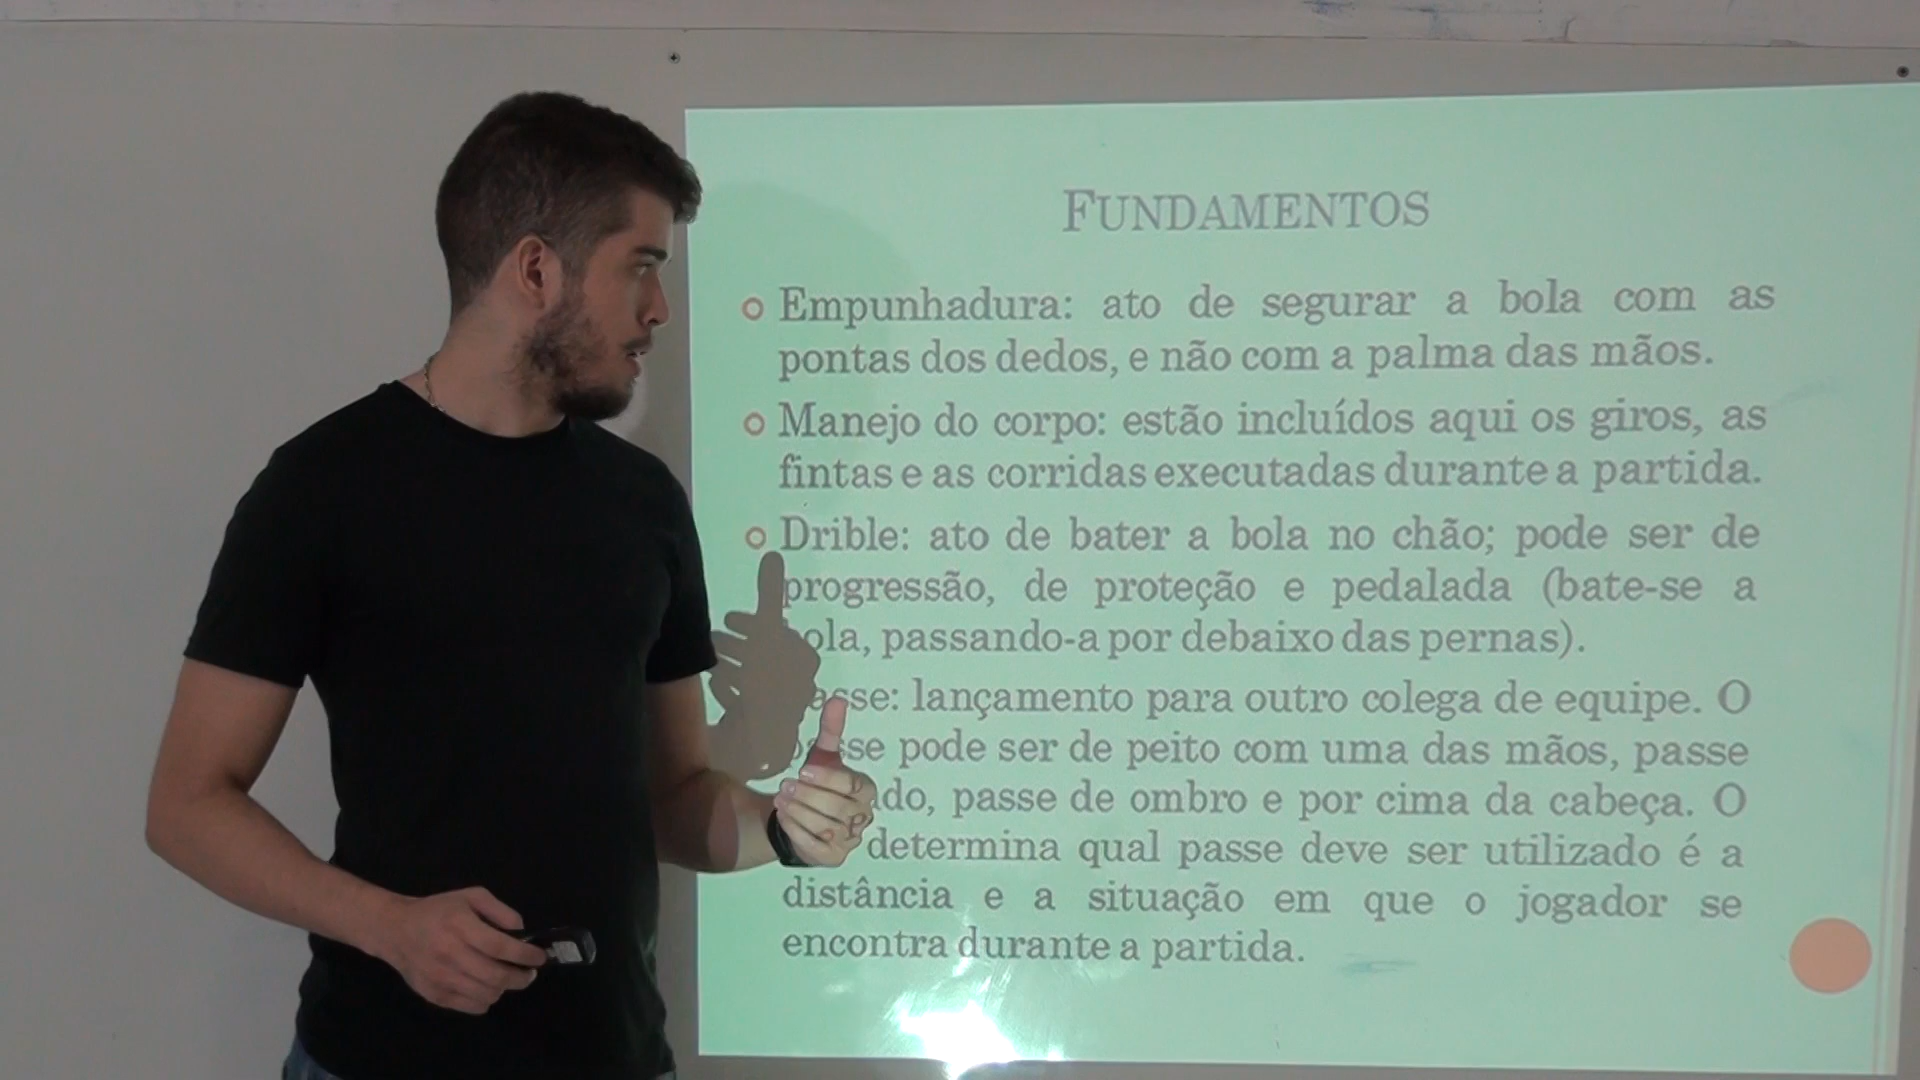 FUNDAMENTOS
Empunhadura: ato de segurar a bola com as
pontas dos dedos, e não com a palma das mãos.
Manejo do corpo: estão incluídos aqui os giros, as
fintas e as corridas executadas durante a partida.
Drible: ato de bater a bola no chão; pode ser de
progressão, de proteção e pedalada (bate-se a
ola, passando-a por debaixo das pernas).
asse: lançamento para outro colega de equipe. O
passe pode ser de peito com uma das mãos, passe
ado, passe de ombro e por cima da cabeça. O
determina qual passe deve ser utilizado é a
distância e a situação em que o jogador se
encontra durante a partida.